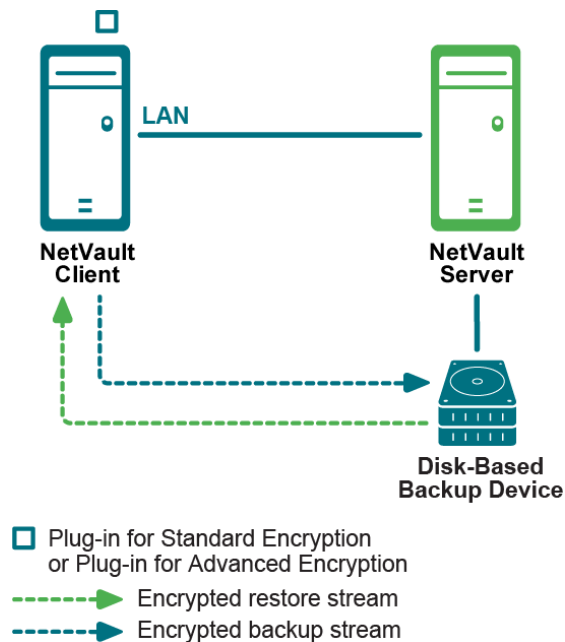 LAN
NetVault
Client
NetVault
Server
Disk-Based
Backup Device
Plug-in for Standard Encryption
or Plug-in for Advanced Encryption
Encrypted restore stream
Encrypted backup stream